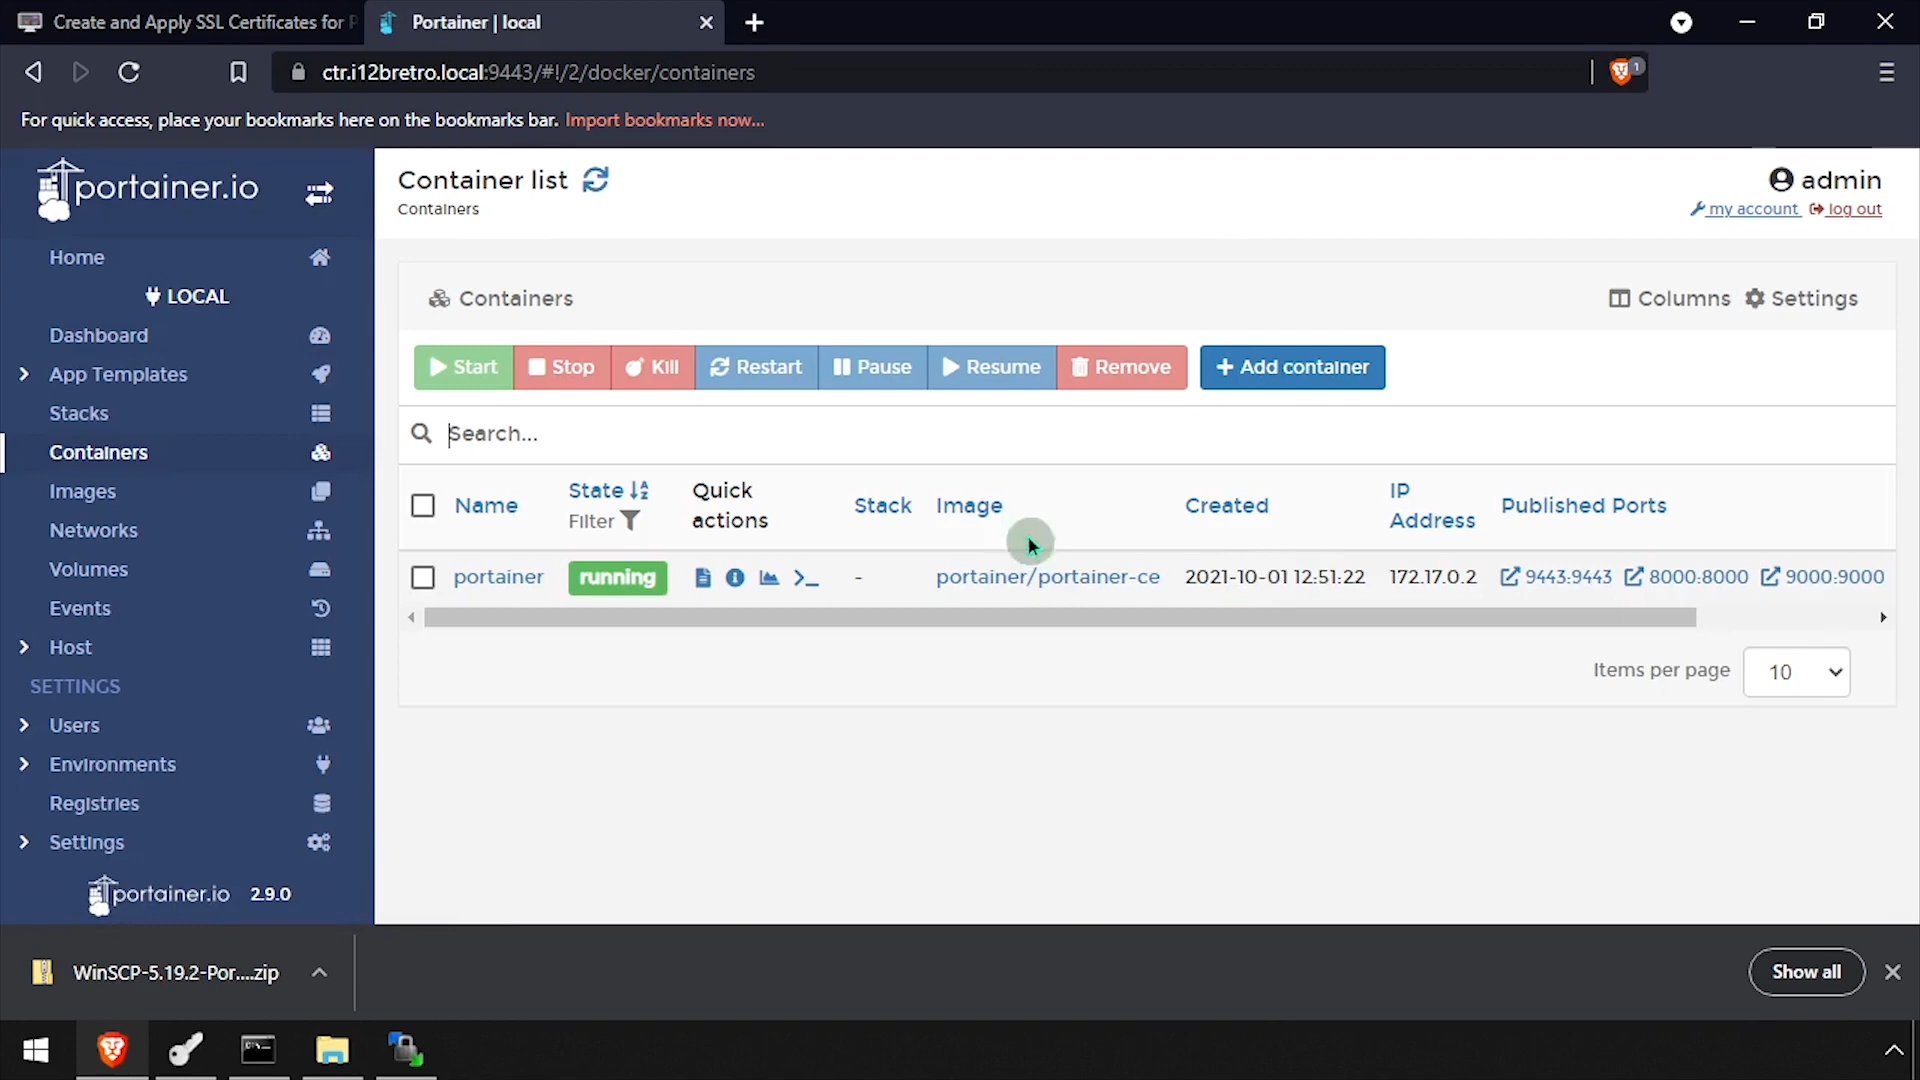 Create and Apply SSL Certificates for P
Portainer | local
ctr.i12bretro.local:9443/#!/2/docker/containers
1
For quick access, place your bookmarks here on the bookmarks bar. Import bookmarks now...
portainer.io
Home
LOCAL
Dashboard
App Templates
Stacks
Containers
Images
Networks
Volumes
Events
Host
SETTINGS
Users
Environments
Registries
Settings
portainer.io 2.9.0
Container list
Containers
admin
my account log out
Containers
Columns Settings
Start Stop Kill Restart Pause Resume Remove + Add container
Search...
Name State Filter Quick actions Stack Image Created IP Address Published Ports
portainer running - portainer/portainer-ce 2021-10-01 12:51:22 172.17.0.2 9443:9443 8000:8000 9000:9000
Items per page 10
WinSCP-5.19.2-Por....zip
Show all